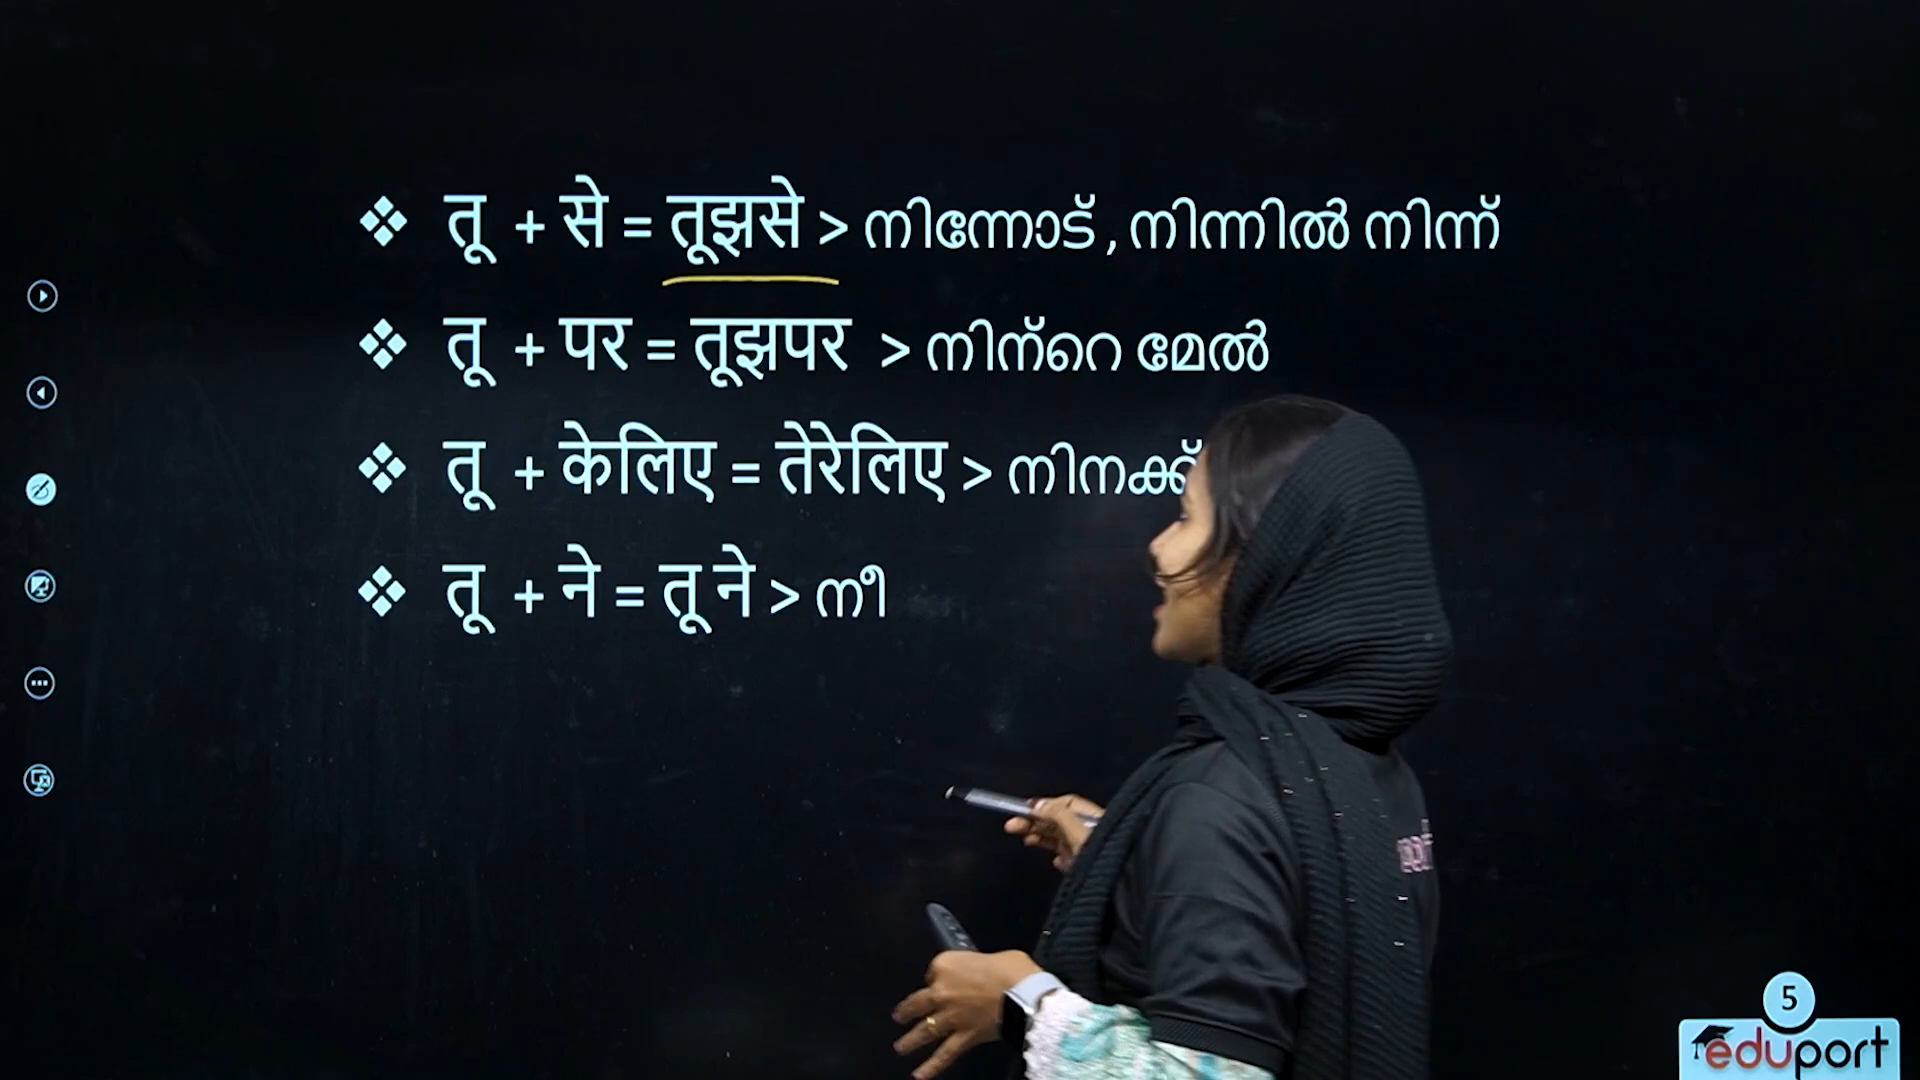 ❖ तू + से = तूझसे > നിന്നോട് , നിന്നിൽ നിന്ന്
❖ तू + पर = तूझपर > നിന്റെ മേൽ
❖ तू + केलिए = तेरेलिए > നിനക്ക്
❖ तू + ने = तू ने > നീ
5
eduport